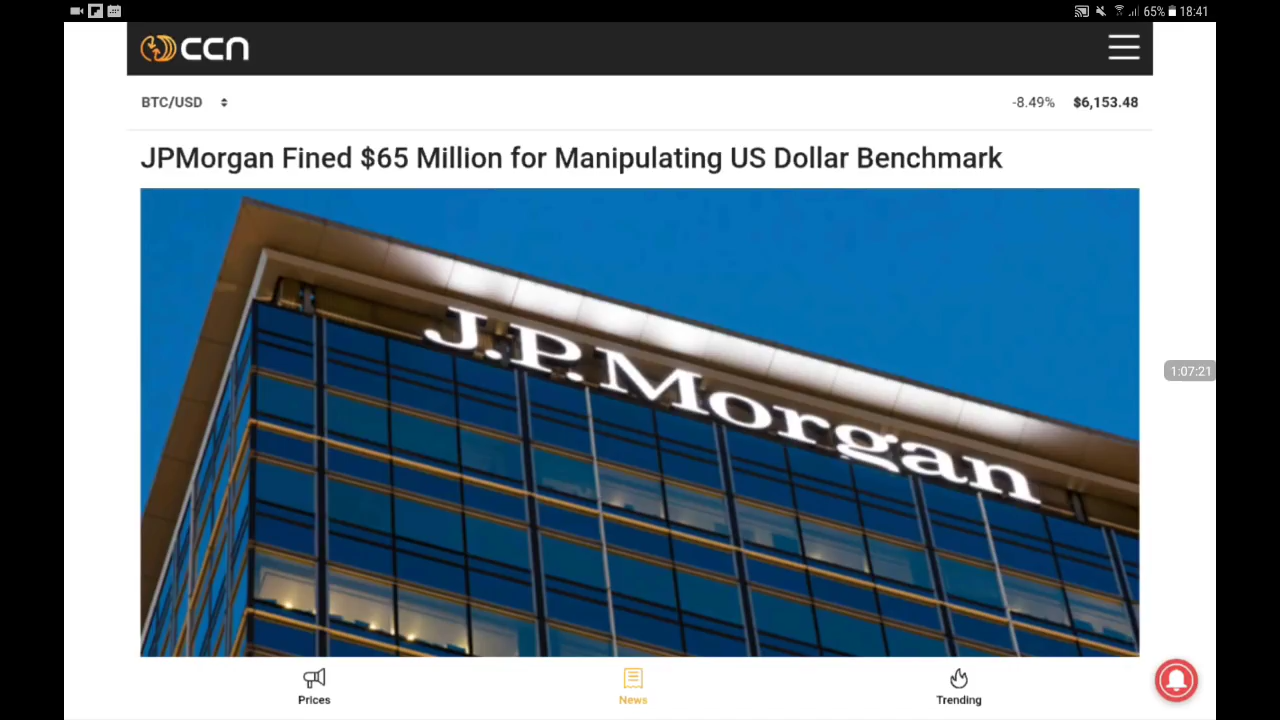 65% 18:41
CCN
BTC/USD -8.49% $6,153.48
JPMorgan Fined $65 Million for Manipulating US Dollar Benchmark
J.P.Morgan
1:07:21
Prices News Trending